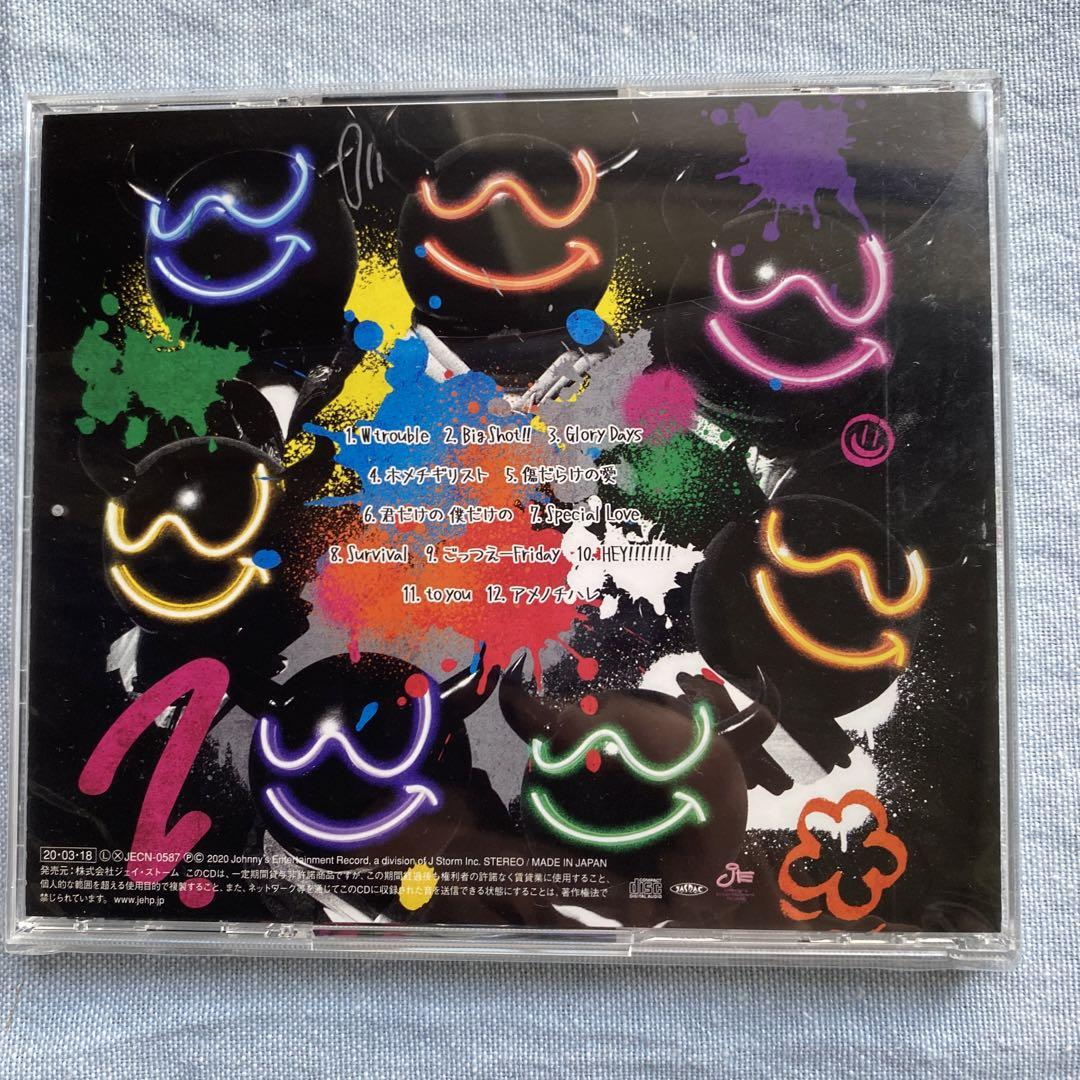 1. W trouble 2. Big Shot!! 3. Glory Days
4. ホメチギリスト 5. 傷だらけの愛
6. 君だけの 僕だけの 7. Special Love
8. Survival 9. ごっつえーFriday 10. HEY!!!!!!!
11. to you 12. アメノチハレ
20・03・18 ⓁⓍJECN-0587 ℗© 2020 Johnny's Entertainment Record, a division of J Storm Inc. STEREO / MADE IN JAPAN
発売元：株式会社ジェイ・ストーム このCDは、一定期間貸与非許諾商品ですが、この期間経過後も権利者の許諾なく賃貸業に使用すること、
個人的な範囲を超える使用目的で複製すること、また、ネットワーク等を通じてこのCDに収録された音を送信できる状態にすることは、著作権法で
禁じられています。 www.jehp.jp
COMPACT
disc
DIGITAL AUDIO
JASRAC